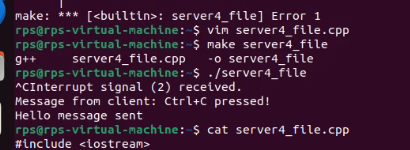 make: *** [<builtin>: server4_file] Error 1
rps@rps-virtual-machine:~$ vim server4_file.cpp
rps@rps-virtual-machine:~$ make server4_file
g++     server4_file.cpp   -o server4_file
rps@rps-virtual-machine:~$ ./server4_file
^CInterrupt signal (2) received.
Message from client: Ctrl+C pressed!
Hello message sent
rps@rps-virtual-machine:~$ cat server4_file.cpp
#include <iostream>